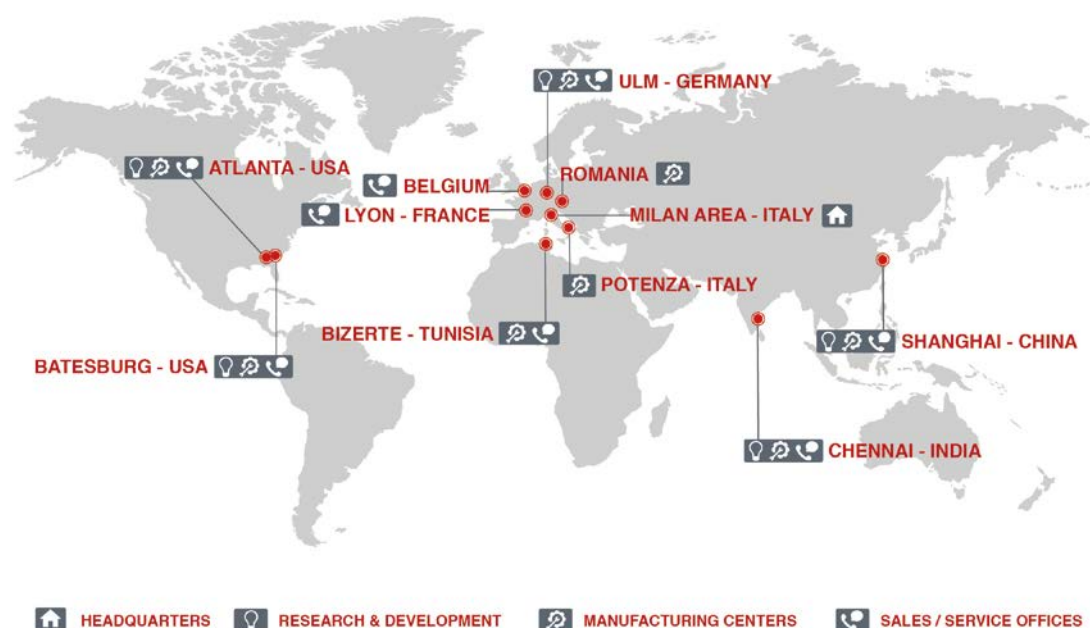 ULM - GERMANY
ATLANTA - USA
BELGIUM
ROMANIA
LYON - FRANCE
MILAN AREA - ITALY
POTENZA - ITALY
BIZERTE - TUNISIA
SHANGHAI - CHINA
BATESBURG - USA
CHENNAI - INDIA
HEADQUARTERS
RESEARCH & DEVELOPMENT
MANUFACTURING CENTERS
SALES / SERVICE OFFICES